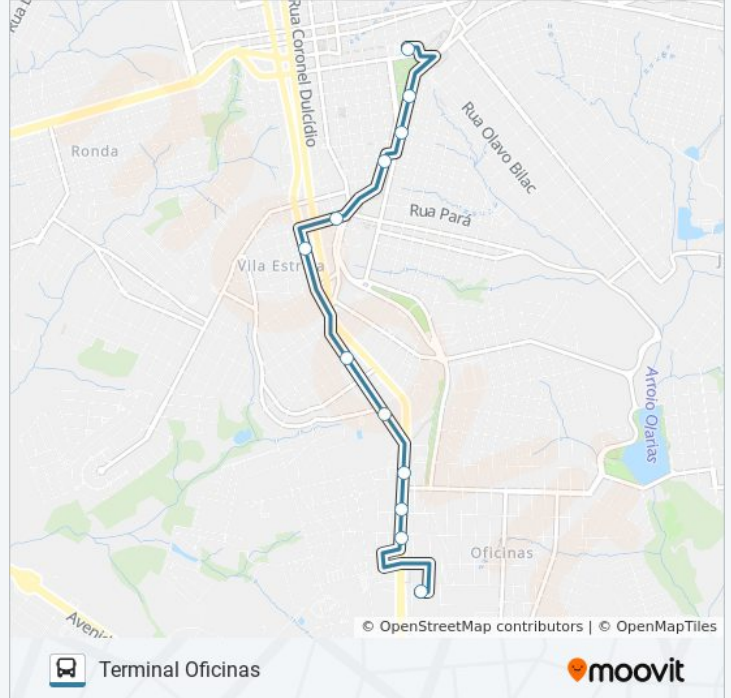 Rua Coronel Dulcídio
Ronda
Rua Olavo Bilac
Rua Pará
Vila Estrela
J
Arroio Olarias
Oficinas
© OpenStreetMap contributors | © OpenMapTiles
Terminal Oficinas
moovit